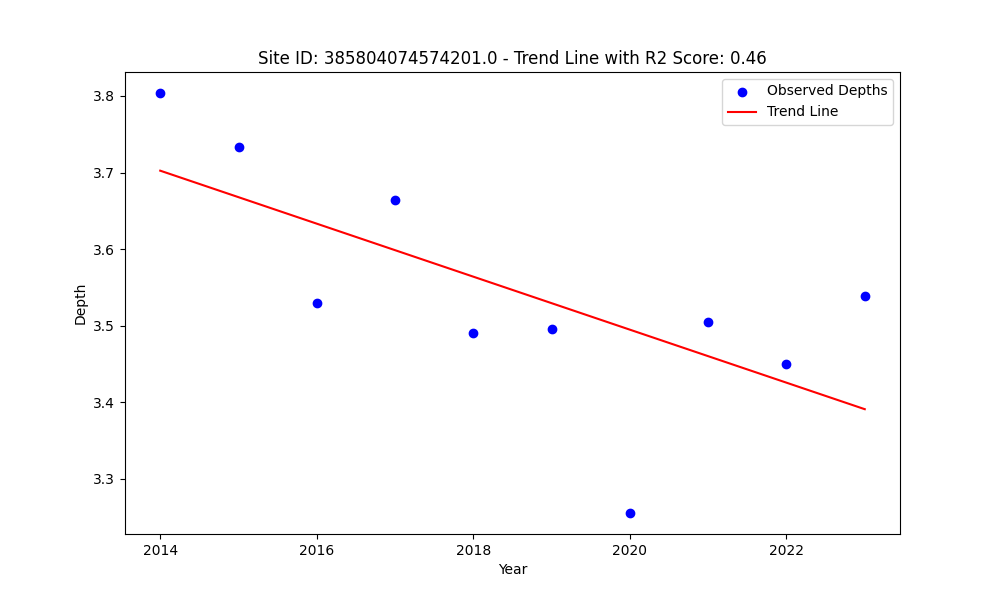 Site ID: 385804074574201.0 - Trend Line with R2 Score: 0.46
Observed Depths
Trend Line
3.8
3.7
3.6
3.5
3.4
3.3
Depth
2014
2016
2018
2020
2022
Year